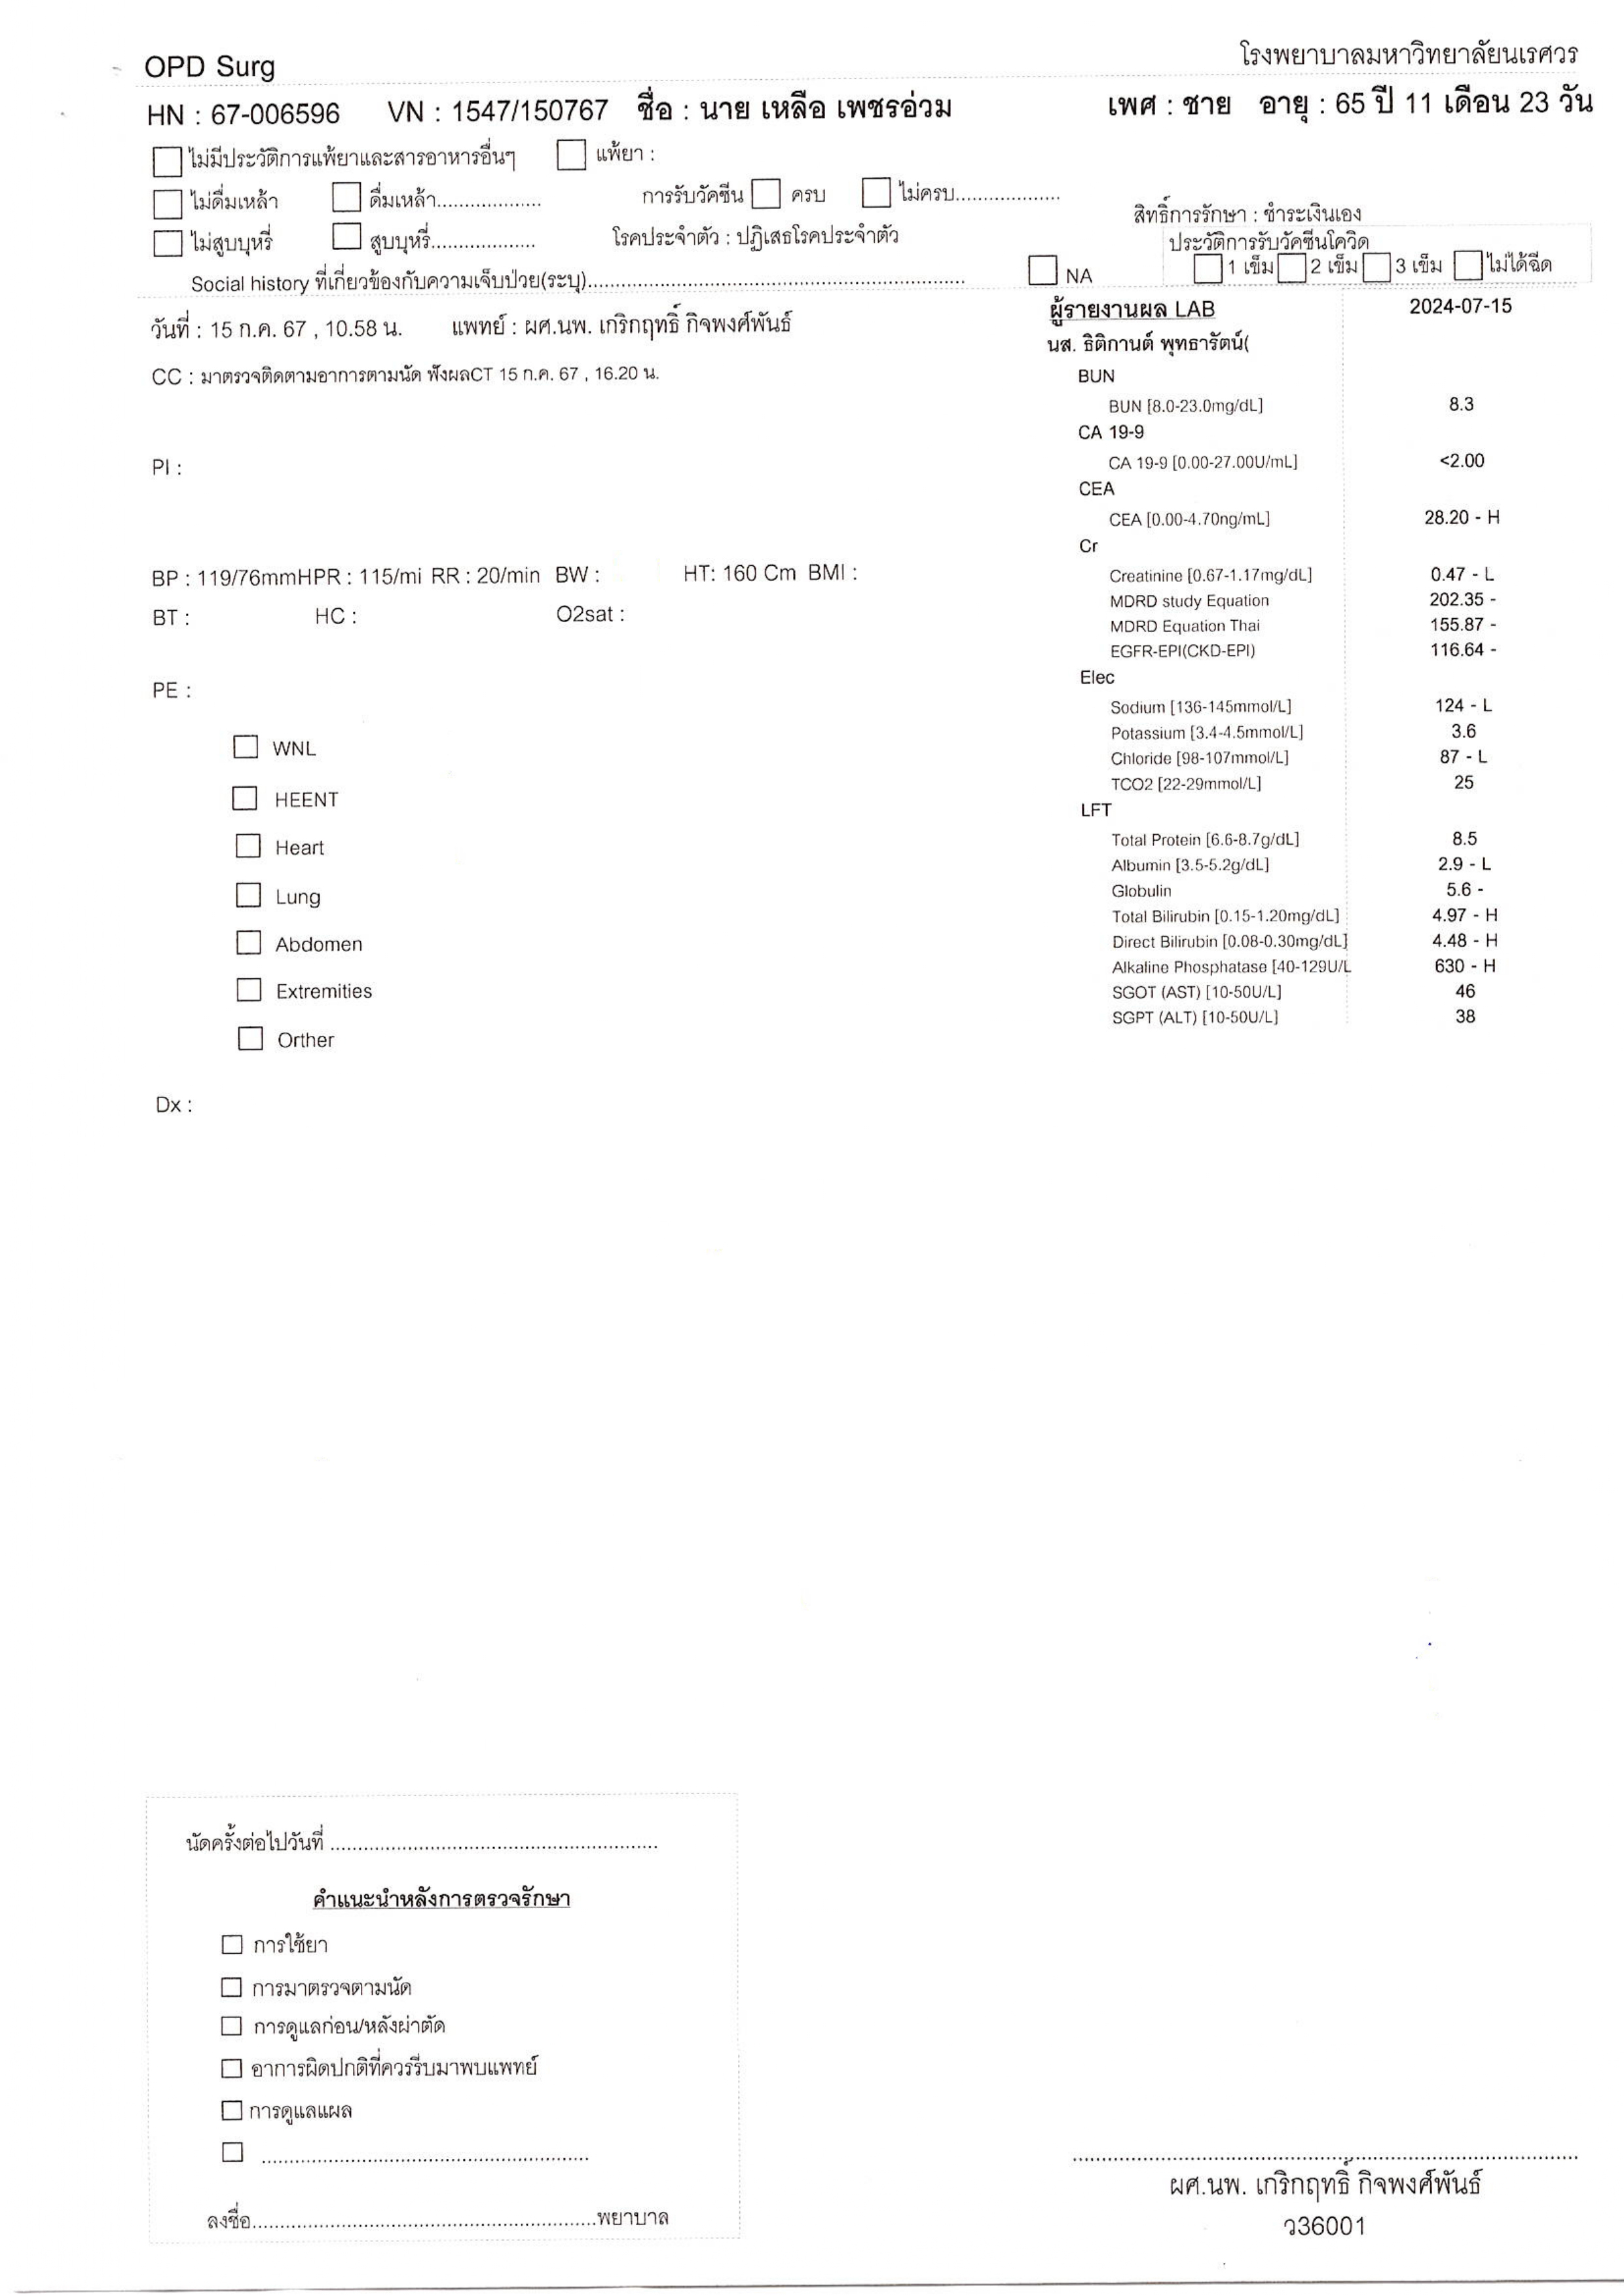 OPD Surg
โรงพยาบาลมหาวิทยาลัยนเรศวร
HN : 67-006596 VN : 1547/150767 ชื่อ : นาย เหลือ เพชรอ่วม เพศ : ชาย อายุ : 65 ปี 11 เดือน 23 วัน
ไม่มีประวัติการแพ้ยาและสารอาหารอื่นๆ แพ้ยา :
ไม่ดื่มเหล้า ดื่มเหล้า................... การรับวัคซีน ครบ ไม่ครบ...................
สิทธิ์การรักษา : ชำระเงินเอง
ไม่สูบบุหรี่ สูบบุหรี่................... โรคประจำตัว : ปฏิเสธโรคประจำตัว
ประวัติการรับวัคซีนโควิด
NA 1 เข็ม 2 เข็ม 3 เข็ม ไม่ได้ฉีด
Social history ที่เกี่ยวข้องกับความเจ็บป่วย(ระบุ)......................................................................
วันที่ : 15 ก.ค. 67 , 10.58 น. แพทย์ : ผศ.นพ. เกริกฤทธิ์ กิจพงศ์พันธ์
CC : มาตรวจติดตามอาการตามนัด ฟังผลCT 15 ก.ค. 67 , 16.20 น.
PI :
BP : 119/76mmHPR : 115/mi RR : 20/min BW : HT: 160 Cm BMI :
BT : HC : O2sat :
PE :
WNL
HEENT
Heart
Lung
Abdomen
Extremities
Orther
Dx :
ผู้รายงานผล LAB 2024-07-15
นส. ธิติกานต์ พุทธารัตน์(
BUN
BUN [8.0-23.0mg/dL] 8.3
CA 19-9
CA 19-9 [0.00-27.00U/mL] <2.00
CEA
CEA [0.00-4.70ng/mL] 28.20 - H
Cr
Creatinine [0.67-1.17mg/dL] 0.47 - L
MDRD study Equation 202.35 -
MDRD Equation Thai 155.87 -
EGFR-EPI(CKD-EPI) 116.64 -
Elec
Sodium [136-145mmol/L] 124 - L
Potassium [3.4-4.5mmol/L] 3.6
Chloride [98-107mmol/L] 87 - L
TCO2 [22-29mmol/L] 25
LFT
Total Protein [6.6-8.7g/dL] 8.5
Albumin [3.5-5.2g/dL] 2.9 - L
Globulin 5.6 -
Total Bilirubin [0.15-1.20mg/dL] 4.97 - H
Direct Bilirubin [0.08-0.30mg/dL] 4.48 - H
Alkaline Phosphatase [40-129U/L 630 - H
SGOT (AST) [10-50U/L] 46
SGPT (ALT) [10-50U/L] 38
นัดครั้งต่อไปวันที่ ............................................................
คำแนะนำหลังการตรวจรักษา
การใช้ยา
การมาตรวจตามนัด
การดูแลก่อน/หลังผ่าตัด
อาการผิดปกติที่ควรรีบมาพบแพทย์
การดูแลแผล
............................................................
ลงชื่อ...............................................................พยาบาล
............................................................
ผศ.นพ. เกริกฤทธิ์ กิจพงศ์พันธ์
ว36001